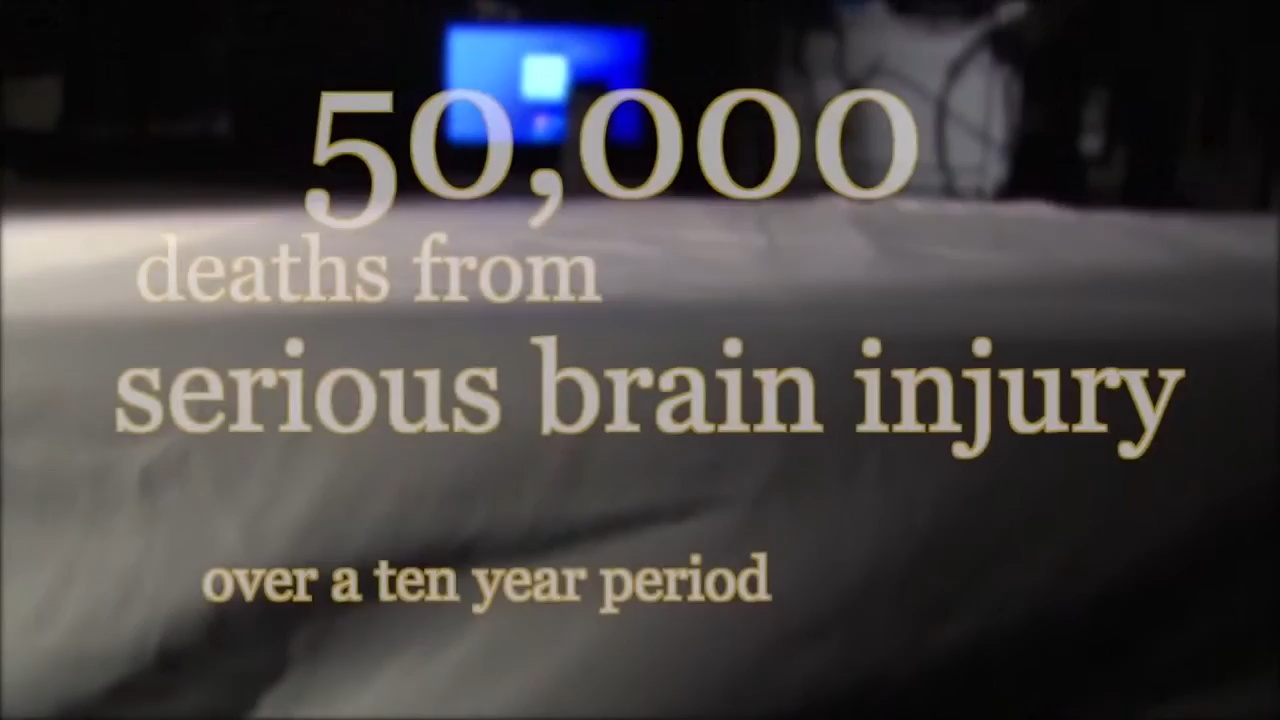 50,000
deaths from
serious brain injury
over a ten year period